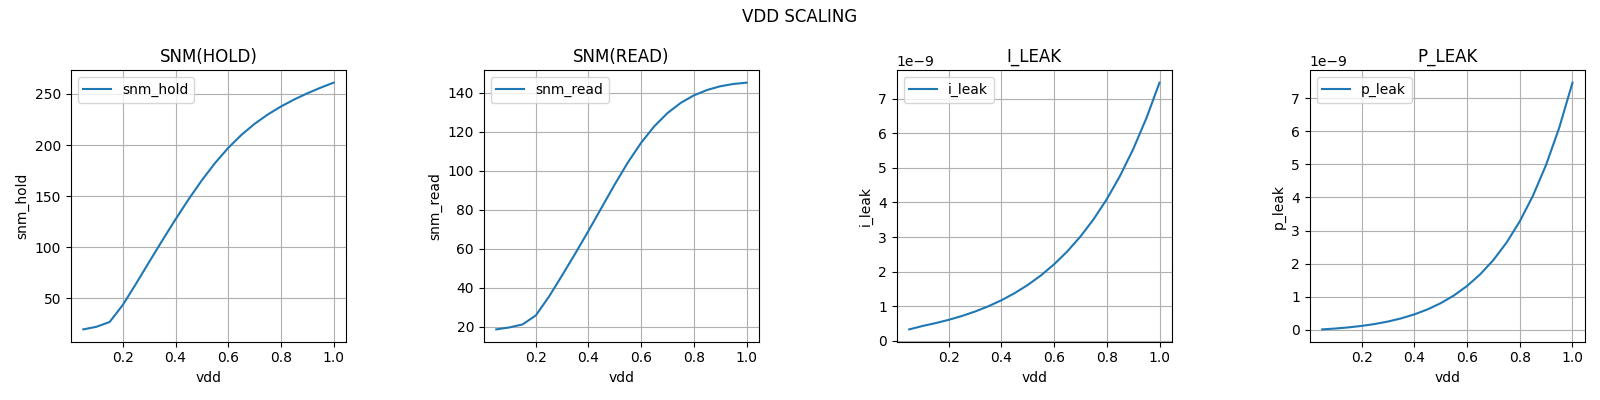 VDD SCALING
SNM(HOLD)
snm_hold
250
200
150
100
50
snm_hold
0.2 0.4 0.6 0.8 1.0
vdd
SNM(READ)
snm_read
140
120
100
80
60
40
20
snm_read
0.2 0.4 0.6 0.8 1.0
vdd
I_LEAK
1e−9
i_leak
7
6
5
4
3
2
1
0
i_leak
0.2 0.4 0.6 0.8 1.0
vdd
P_LEAK
1e−9
p_leak
7
6
5
4
3
2
1
0
p_leak
0.2 0.4 0.6 0.8 1.0
vdd